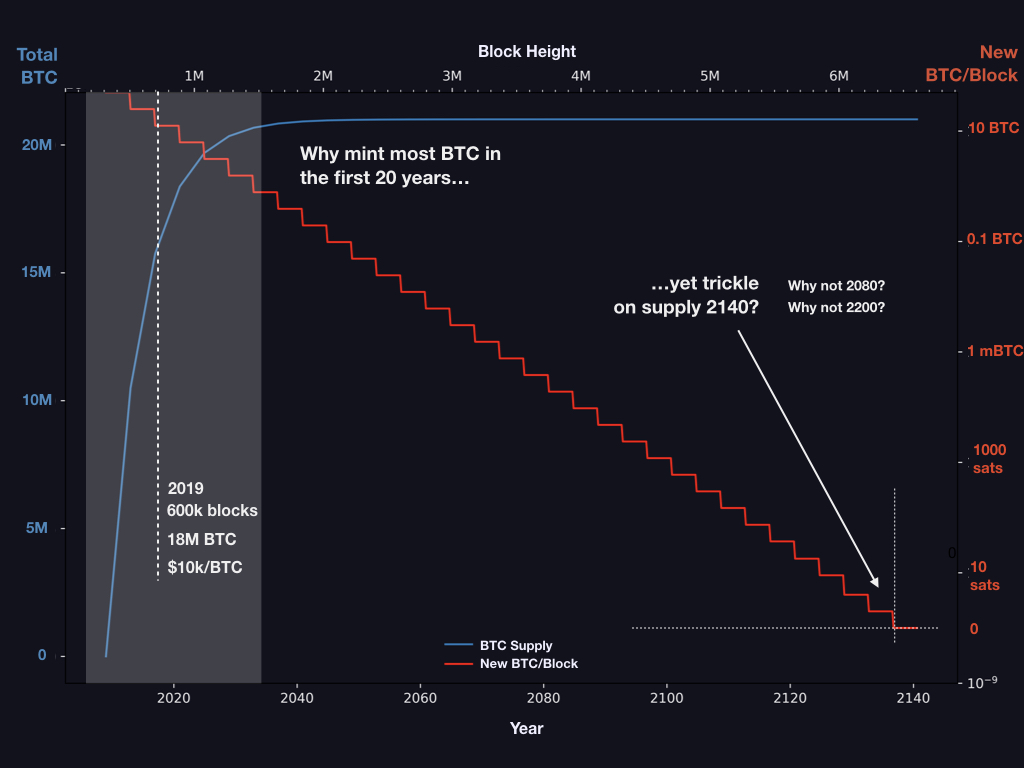 Total
BTC
Block Height
New
BTC/Block
1M
2M
3M
4M
5M
6M
20M
15M
10M
5M
0
10 BTC
0.1 BTC
1 mBTC
1000
sats
0
10
sats
0
10⁻⁹
Why mint most BTC in
the first 20 years…
…yet trickle
on supply 2140?
Why not 2080?
Why not 2200?
2019
600k blocks
18M BTC
$10k/BTC
BTC Supply
New BTC/Block
2020
2040
2060
2080
2100
2120
2140
Year